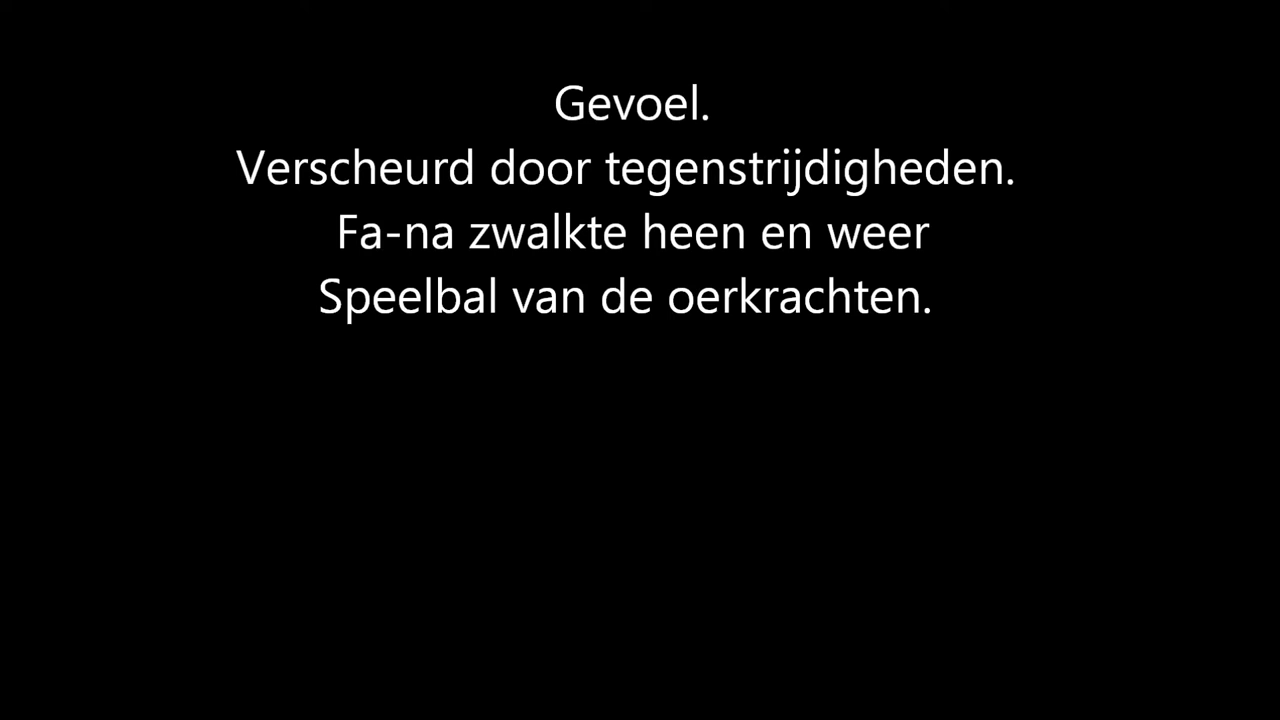 Gevoel.
Verscheurd door tegenstrijdigheden.
Fa-na zwalkte heen en weer
Speelbal van de oerkrachten.